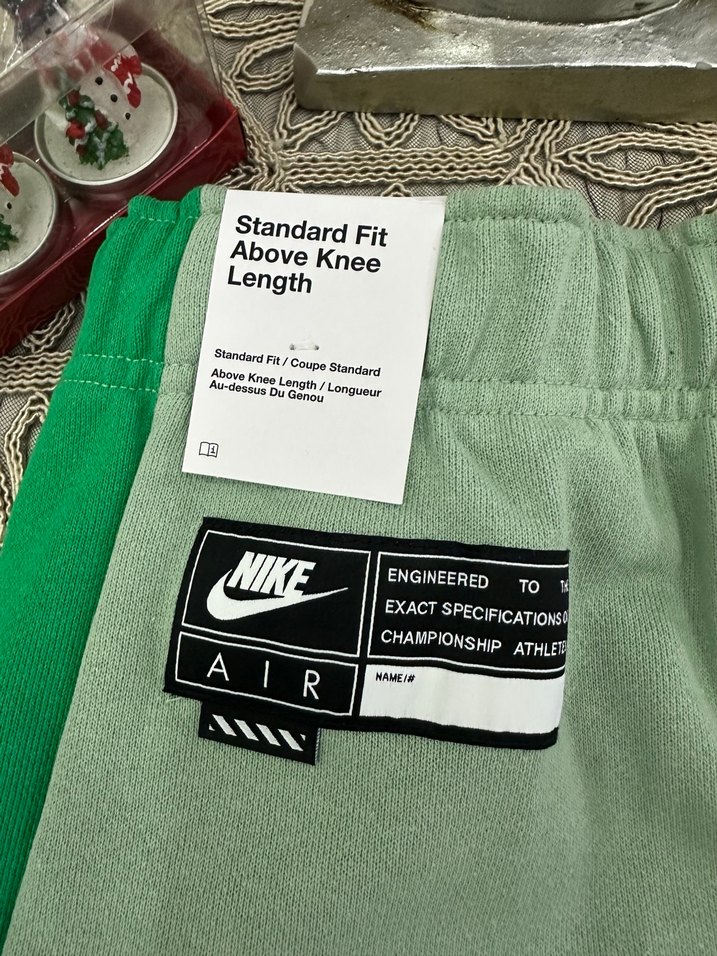 Standard Fit
Above Knee
Length
Standard Fit / Coupe Standard
Above Knee Length / Longueur
Au-dessus Du Genou
NIKE
AIR
ENGINEERED TO
EXACT SPECIFICATIONS
CHAMPIONSHIP
NAME/#